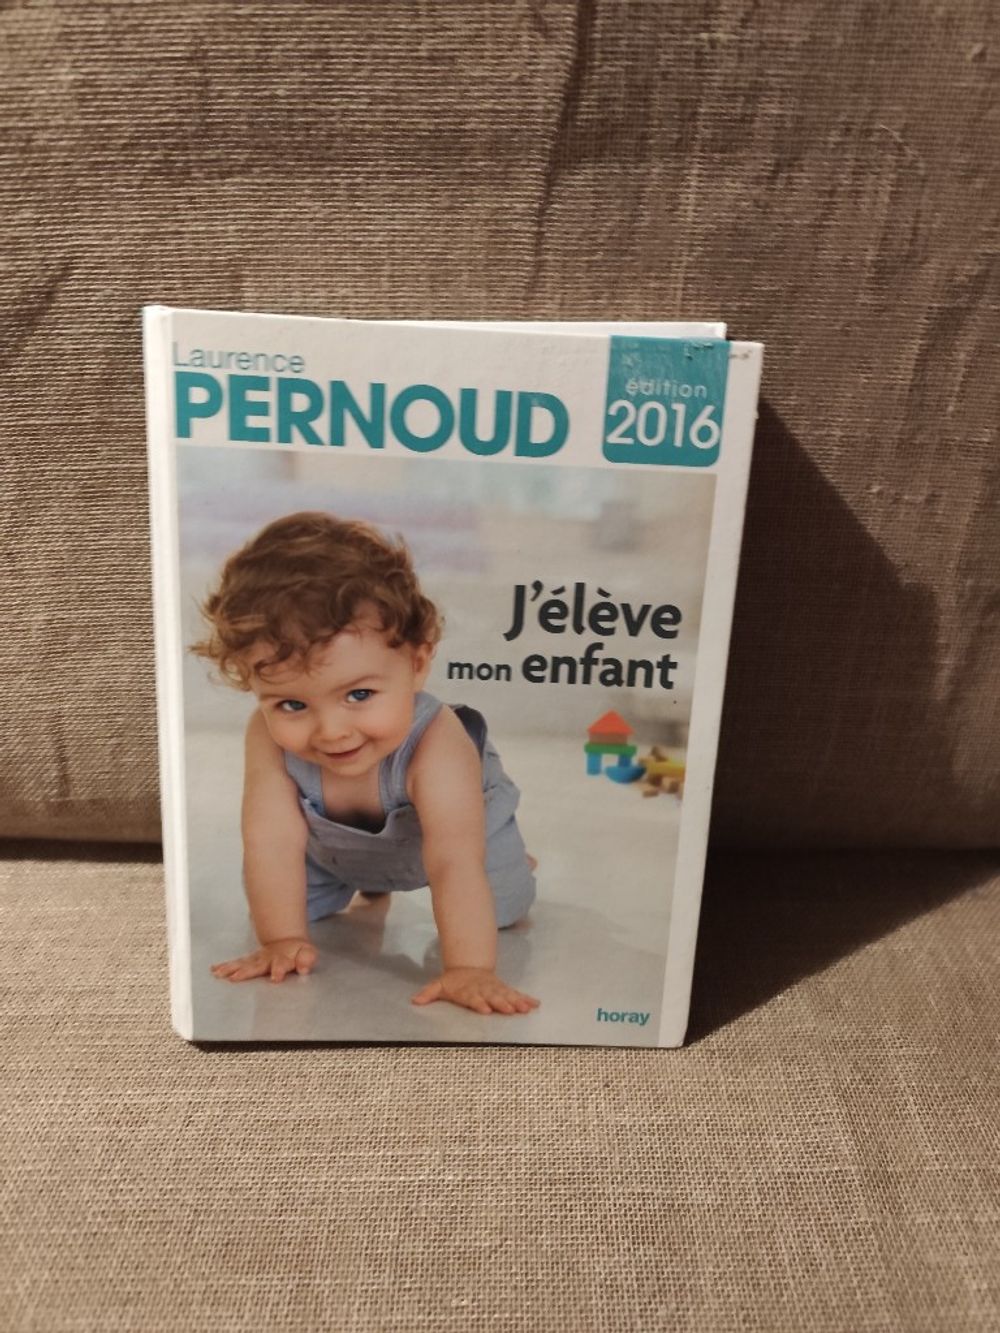 Laurence
PERNOUD
édition
2016
J'élève
mon enfant
horay